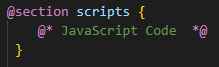 @section scripts {
    @* JavaScript Code  *@
}